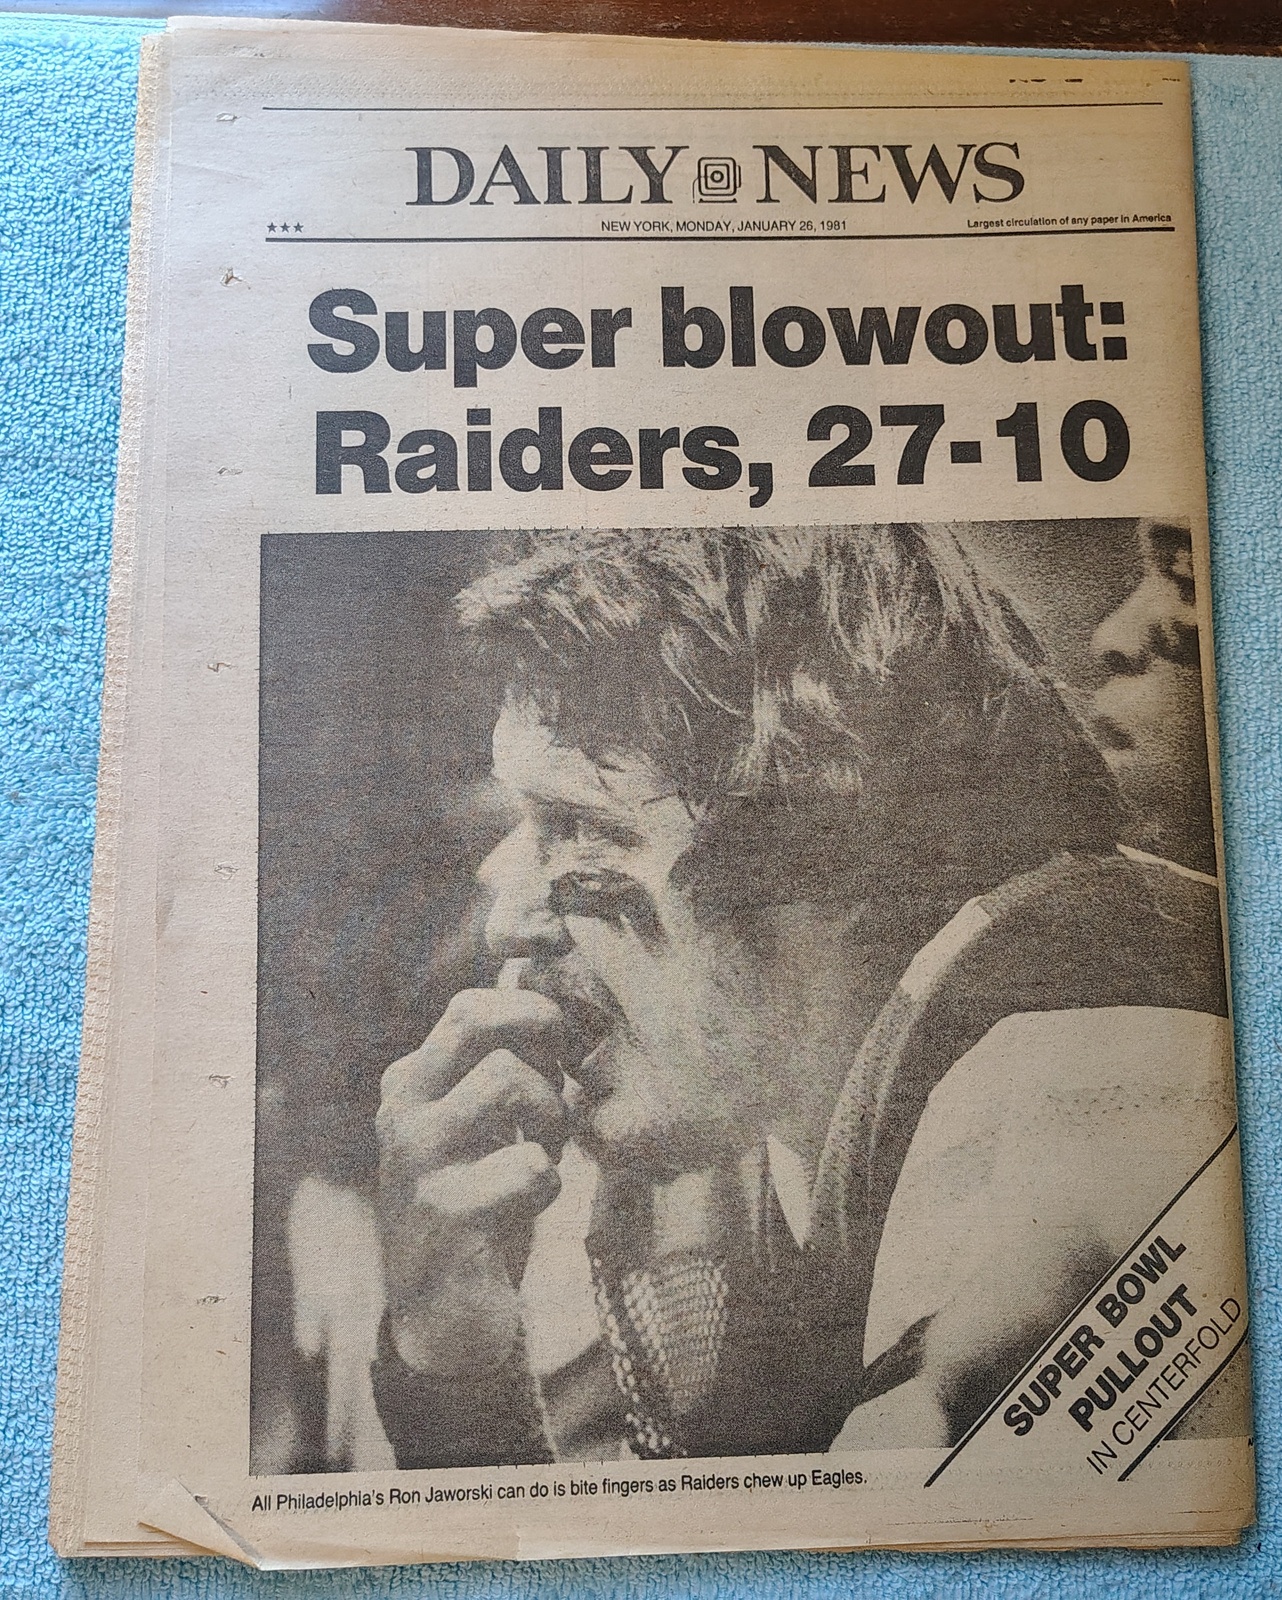 DAILY NEWS
★★★ NEW YORK, MONDAY, JANUARY 26, 1981 Largest circulation of any paper in America
Super blowout:
Raiders, 27-10
SUPER BOWL
PULLOUT
IN CENTERFOLD
All Philadelphia's Ron Jaworski can do is bite fingers as Raiders chew up Eagles.